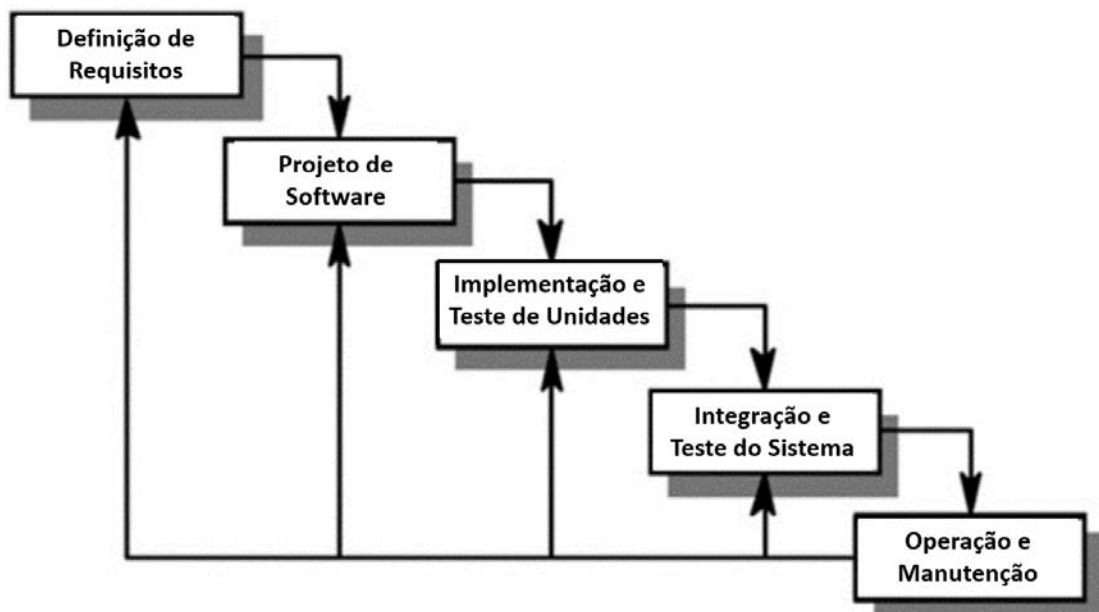 Definição de
Requisitos
Projeto de
Software
Implementação e
Teste de Unidades
Integração e
Teste do Sistema
Operação e
Manutenção